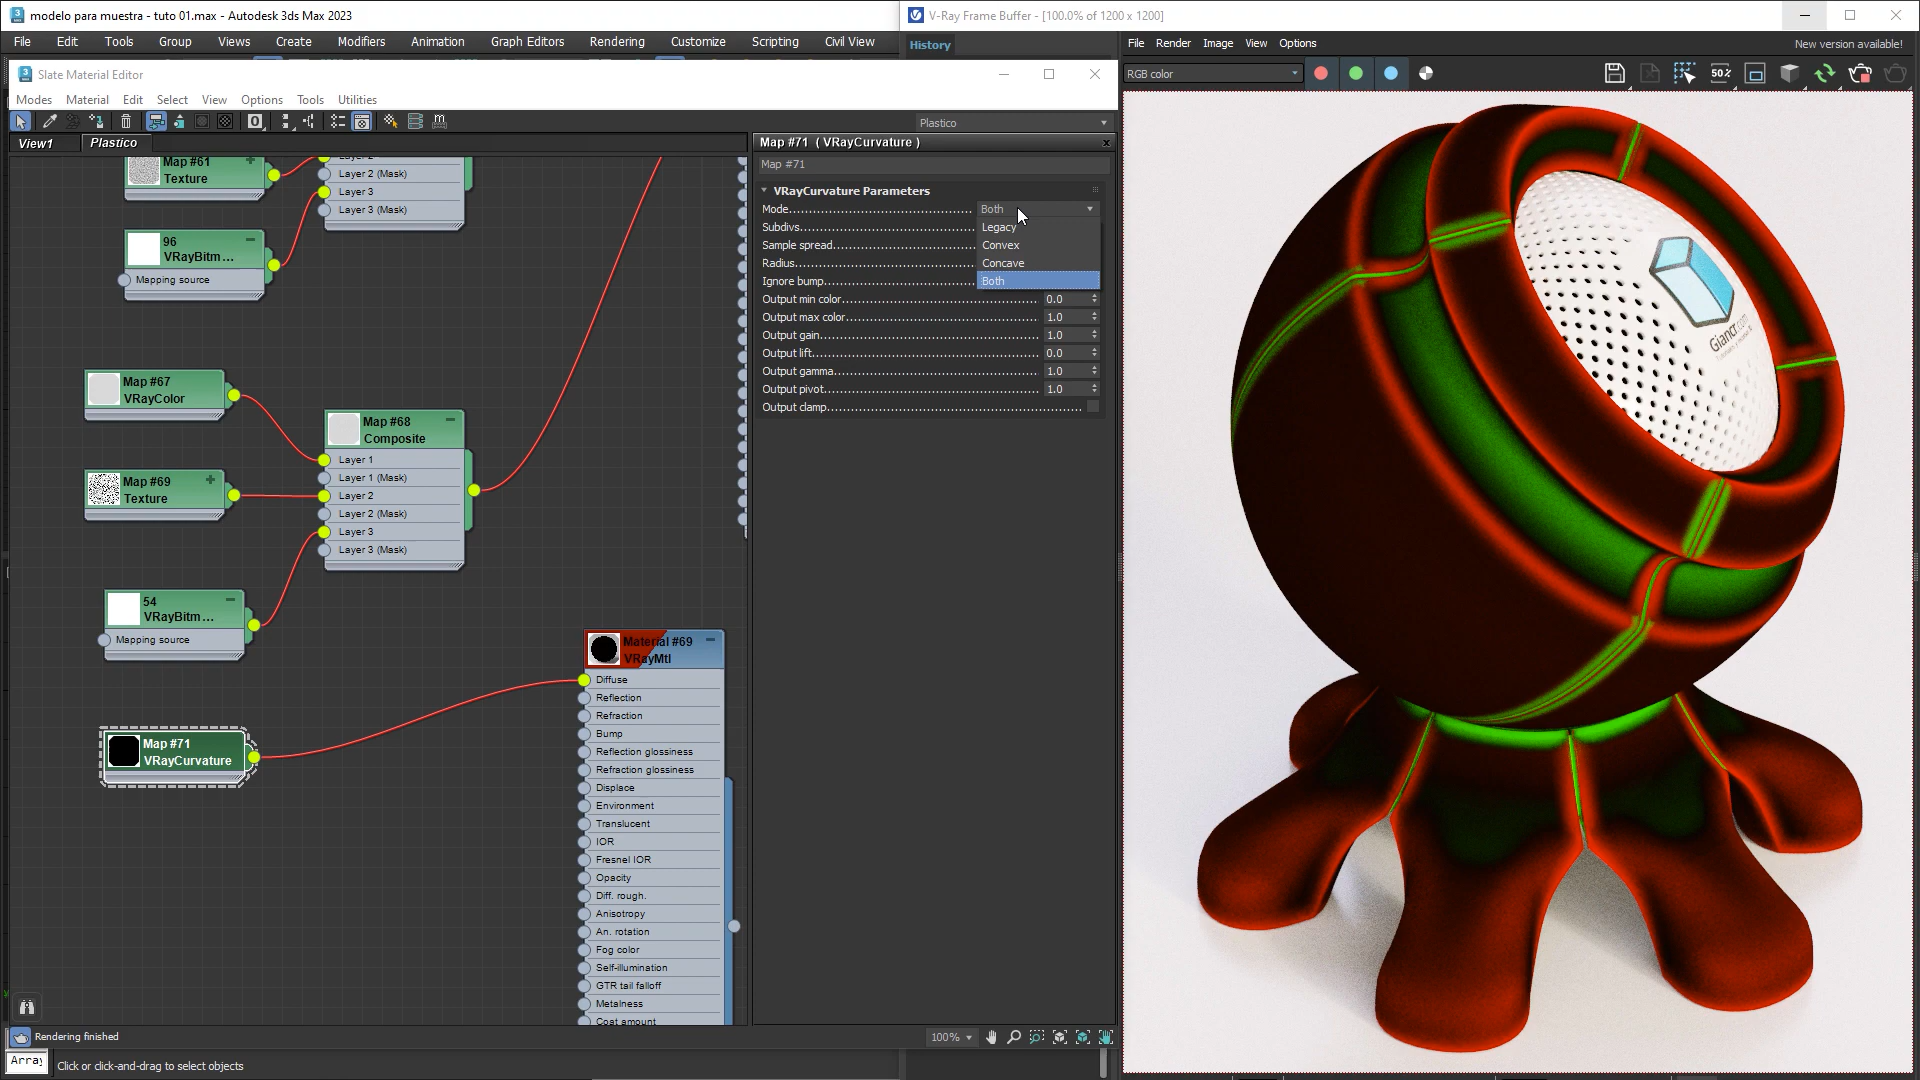 modelo para muestra - tuto 01.max - Autodesk 3ds Max 2023
File Edit Tools Group Views Create Modifiers Animation Graph Editors Rendering Customize Scripting Civil View
Slate Material Editor
Modes Material Edit Select View Options Tools Utilities
Plastico
View1 Plastico
Map #61
Texture
Layer 2 (Mask)
Layer 3
Layer 3 (Mask)
96
VRayBitm...
Mapping source
Map #67
VRayColor
Map #68
Composite
Layer 1
Layer 1 (Mask)
Layer 2
Layer 2 (Mask)
Layer 3
Layer 3 (Mask)
Map #69
Texture
54
VRayBitm...
Mapping source
Map #71
VRayCurvature
Material #69
VRayMtl
Diffuse
Reflection
Refraction
Bump
Reflection glossiness
Refraction glossiness
Displace
Environment
Translucent
IOR
Fresnel IOR
Opacity
Diff. rough.
Anisotropy
An. rotation
Fog color
Self-illumination
GTR tail falloff
Metalness
Coat amount
Map #71 ( VRayCurvature )
Map #71
VRayCurvature Parameters
Mode Both
Subdivs
Sample spread
Radius
Ignore bump
Legacy
Convex
Concave
Both
Output min color 0.0
Output max color 1.0
Output gain 1.0
Output lift 0.0
Output gamma 1.0
Output pivot 1.0
Output clamp
Rendering finished
100%
Array
Click or click-and-drag to select objects
V-Ray Frame Buffer - [100.0% of 1200 x 1200]
History
File Render Image View Options
New version available!
RGB color
50%
Giancr.com